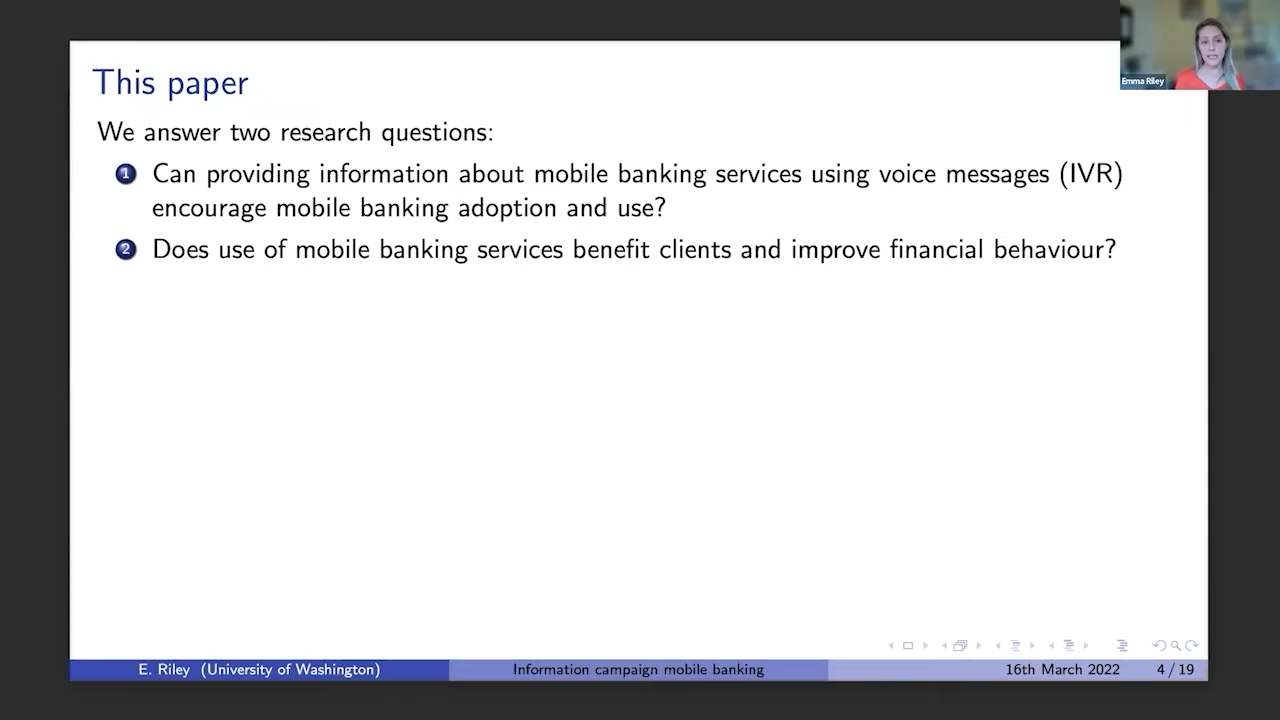 Emma Riley
This paper
We answer two research questions:
1 Can providing information about mobile banking services using voice messages (IVR)
encourage mobile banking adoption and use?
2 Does use of mobile banking services benefit clients and improve financial behaviour?
E. Riley (University of Washington) Information campaign mobile banking 16th March 2022 4 / 19